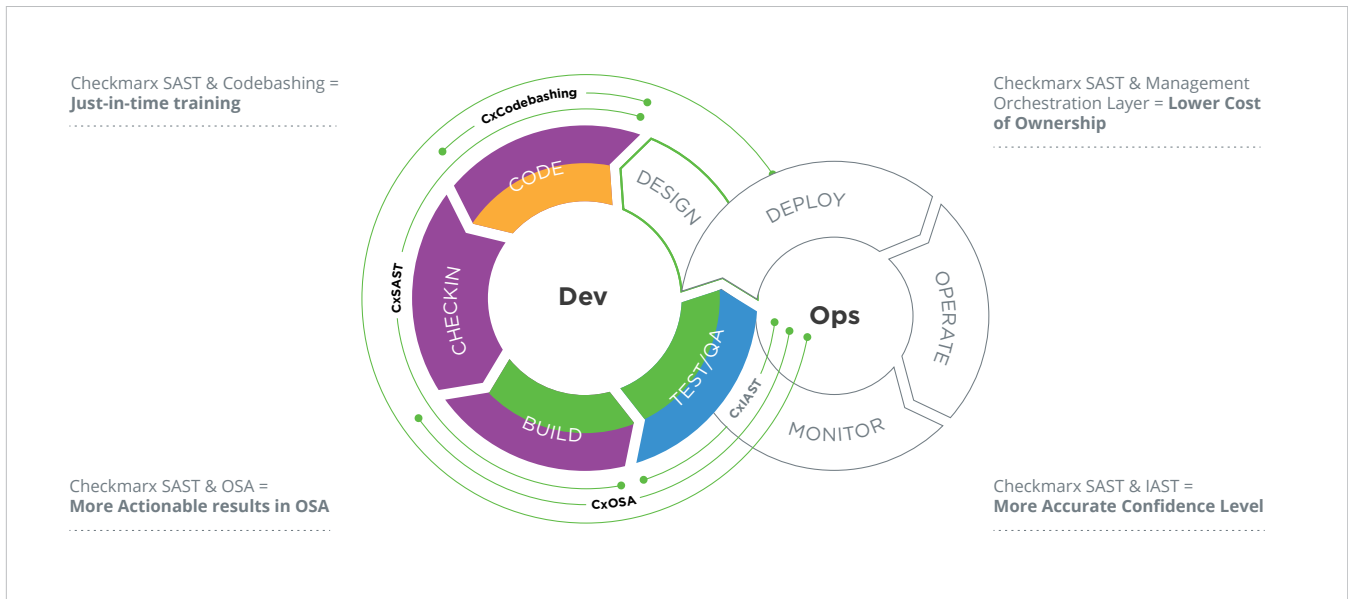 Checkmarx SAST & Codebashing =
Just-in-time training
Checkmarx SAST & Management
Orchestration Layer = Lower Cost
of Ownership
CxCodebashing
CODE
DESIGN
DEPLOY
CxSAST
CHECKIN
Dev
Ops
OPERATE
TEST/QA
CxIAST
BUILD
MONITOR
CxOSA
Checkmarx SAST & OSA =
More Actionable results in OSA
Checkmarx SAST & IAST =
More Accurate Confidence Level